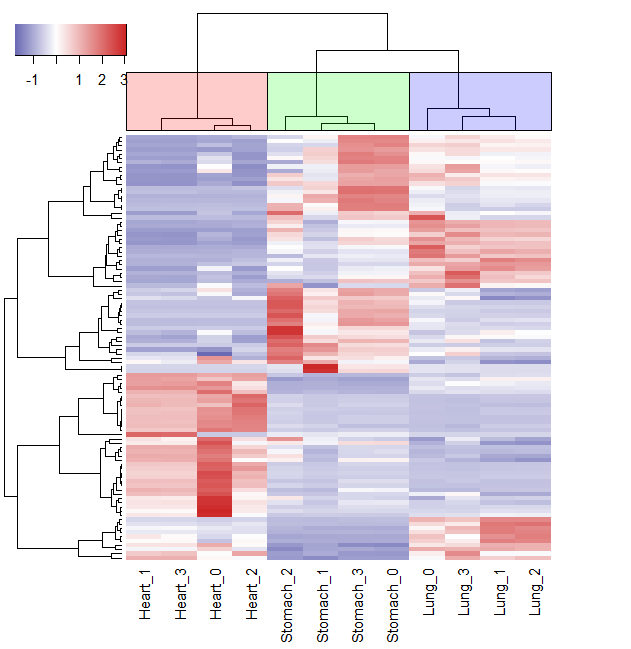 -1 1 2 3
Heart_1
Heart_3
Heart_0
Heart_2
Stomach_2
Stomach_1
Stomach_3
Stomach_0
Lung_0
Lung_3
Lung_1
Lung_2